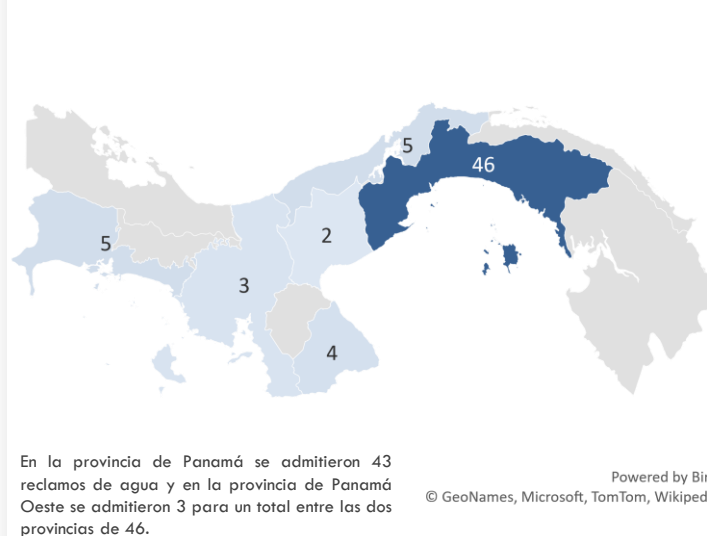 5
46
2
5
3
4
En la provincia de Panamá se admitieron 43
reclamos de agua y en la provincia de Panamá
Oeste se admitieron 3 para un total entre las dos
provincias de 46.
Powered by Bin
© GeoNames, Microsoft, TomTom, Wikiped